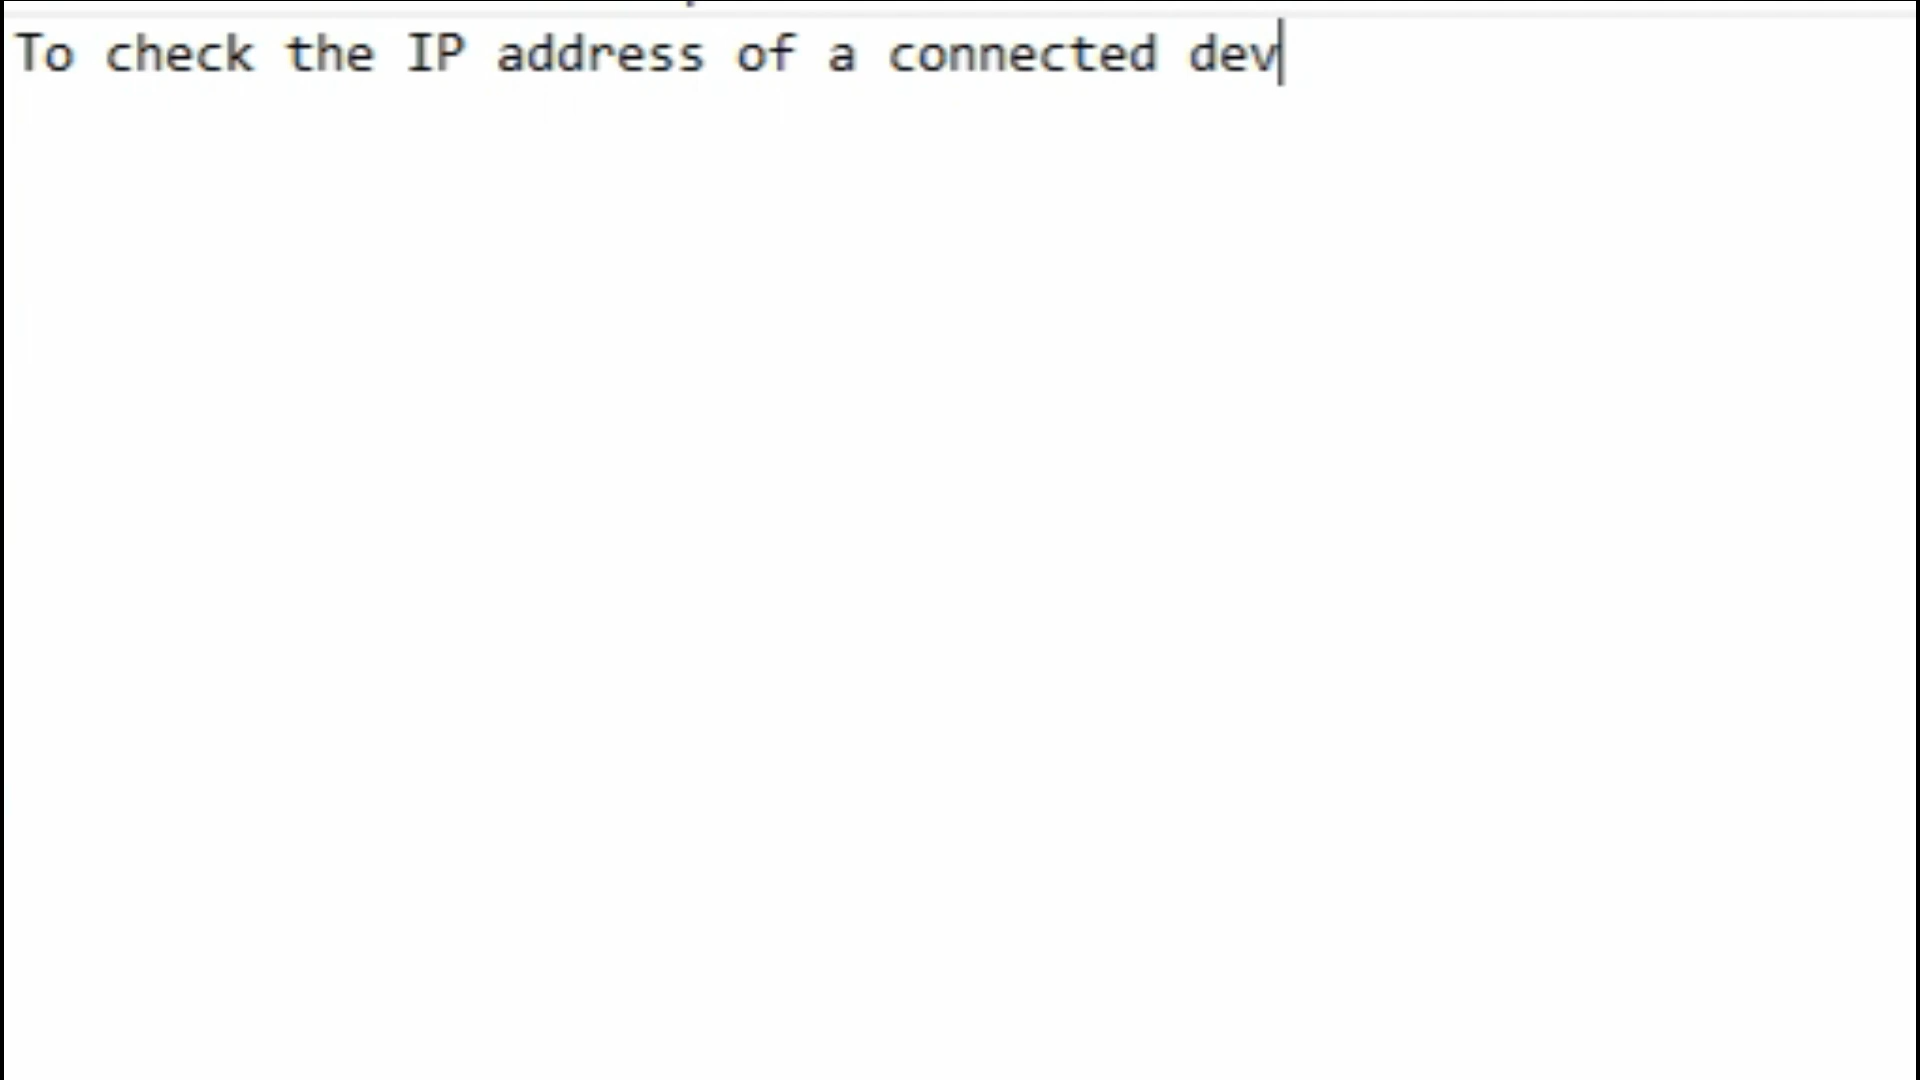 To check the IP address of a connected dev